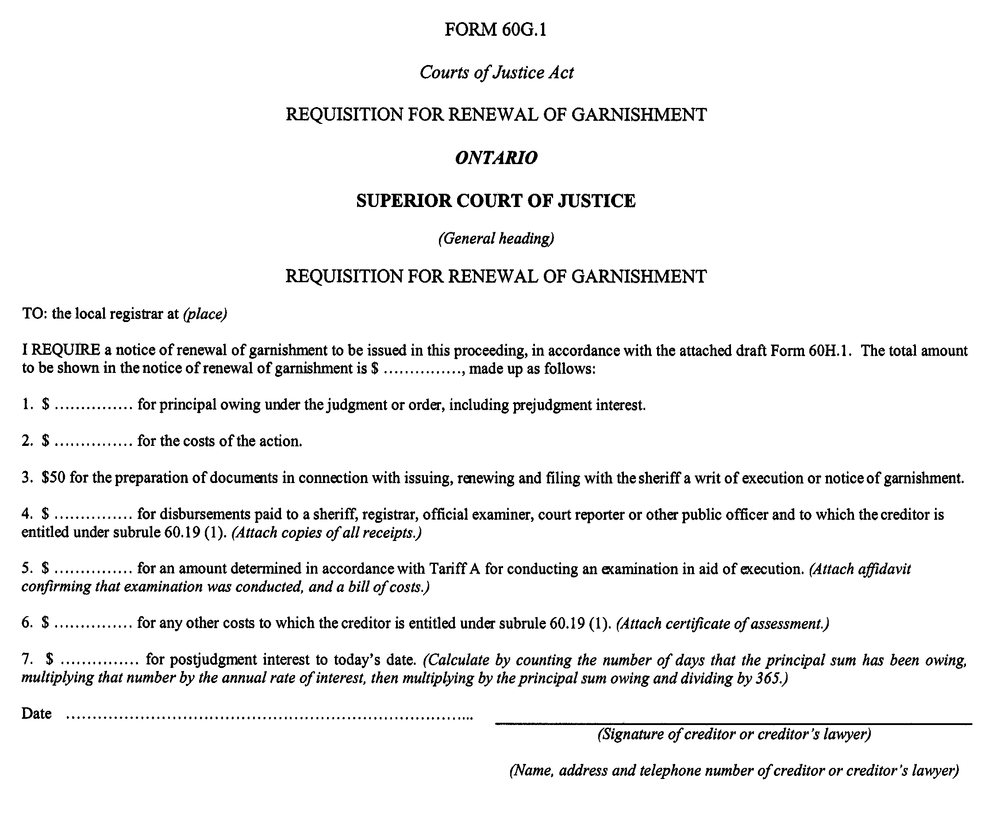 FORM 60G.1
Courts of Justice Act
REQUISITION FOR RENEWAL OF GARNISHMENT
ONTARIO
SUPERIOR COURT OF JUSTICE
(General heading)
REQUISITION FOR RENEWAL OF GARNISHMENT
TO: the local registrar at (place)
I REQUIRE a notice of renewal of garnishment to be issued in this proceeding, in accordance with the attached draft Form 60H.1. The total amount
to be shown in the notice of renewal of garnishment is $ ..............., made up as follows:
1. $ ............... for principal owing under the judgment or order, including prejudgment interest.
2. $ ............... for the costs of the action.
3. $50 for the preparation of documents in connection with issuing, renewing and filing with the sheriff a writ of execution or notice of garnishment.
4. $ ............... for disbursements paid to a sheriff, registrar, official examiner, court reporter or other public officer and to which the creditor is
entitled under subrule 60.19 (1). (Attach copies of all receipts.)
5. $ ............... for an amount determined in accordance with Tariff A for conducting an examination in aid of execution. (Attach affidavit
confirming that examination was conducted, and a bill of costs.)
6. $ ............... for any other costs to which the creditor is entitled under subrule 60.19 (1). (Attach certificate of assessment.)
7. $ ............... for postjudgment interest to today's date. (Calculate by counting the number of days that the principal sum has been owing,
multiplying that number by the annual rate of interest, then multiplying by the principal sum owing and dividing by 365.)
Date ..............................................................................
(Signature of creditor or creditor's lawyer)
(Name, address and telephone number of creditor or creditor's lawyer)